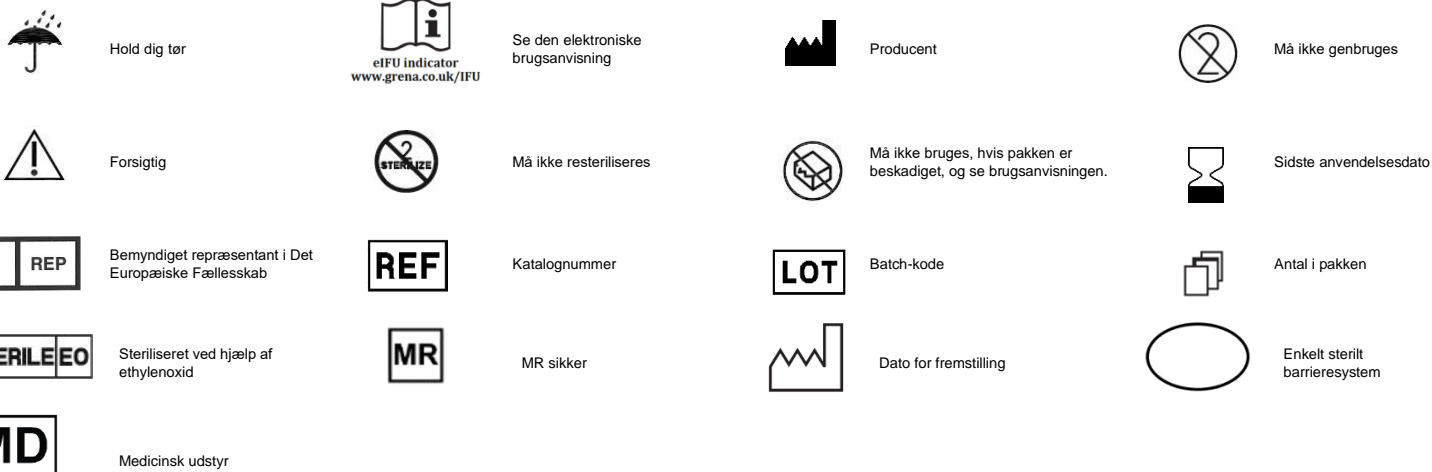 Hold dig tør
eIFU indicator
www.grena.co.uk/IFU
Se den elektroniske
brugsanvisning
Producent
2
Må ikke genbruges
Forsigtig
2
STERILIZE
Må ikke resteriliseres
Må ikke bruges, hvis pakken er
beskadiget, og se brugsanvisningen.
Sidste anvendelsesdato
REP
Bemyndiget repræsentant i Det
Europæiske Fællesskab
REF
Katalognummer
LOT
Batch-kode
Antal i pakken
ERILE EO
Steriliseret ved hjælp af
ethylenoxid
MR
MR sikker
Dato for fremstilling
Enkelt sterilt
barrieresystem
MD
Medicinsk udstyr